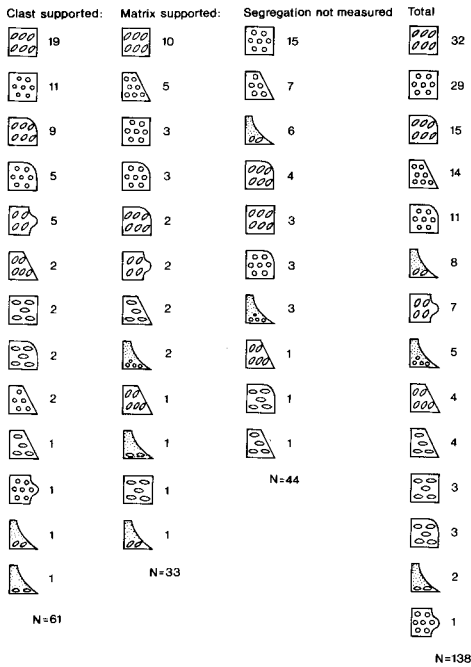 Clast supported: Matrix supported: Segregation not measured Total
19 10 15 32
11 5 7 29
9 3 6 15
5 3 4 14
5 2 3 11
2 2 3 8
2 2 3 7
2 2 1 5
2 1 1 4
1 1 1 4
1 1 3
1 1 3
1 2
1
N=44
N=33
N=61
N=138